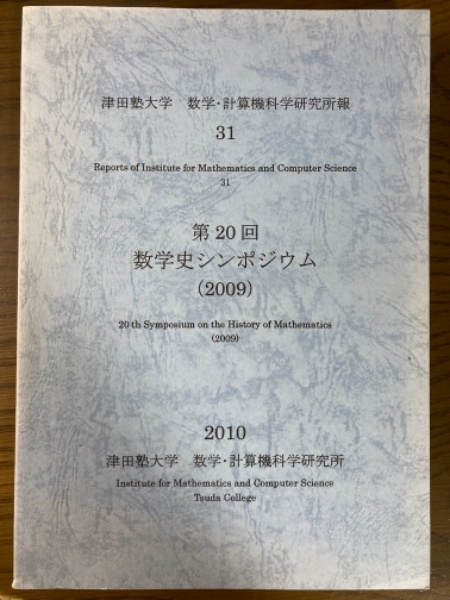 津田塾大学 数学・計算機科学研究所報
31
Reports of Institute for Mathematics and Computer Science
31
第20回
数学史シンポジウム
(2009)
20th Symposium on the History of Mathematics
(2009)
2010
津田塾大学 数学・計算機科学研究所
Institute for Mathematics and Computer Science
Tsuda College